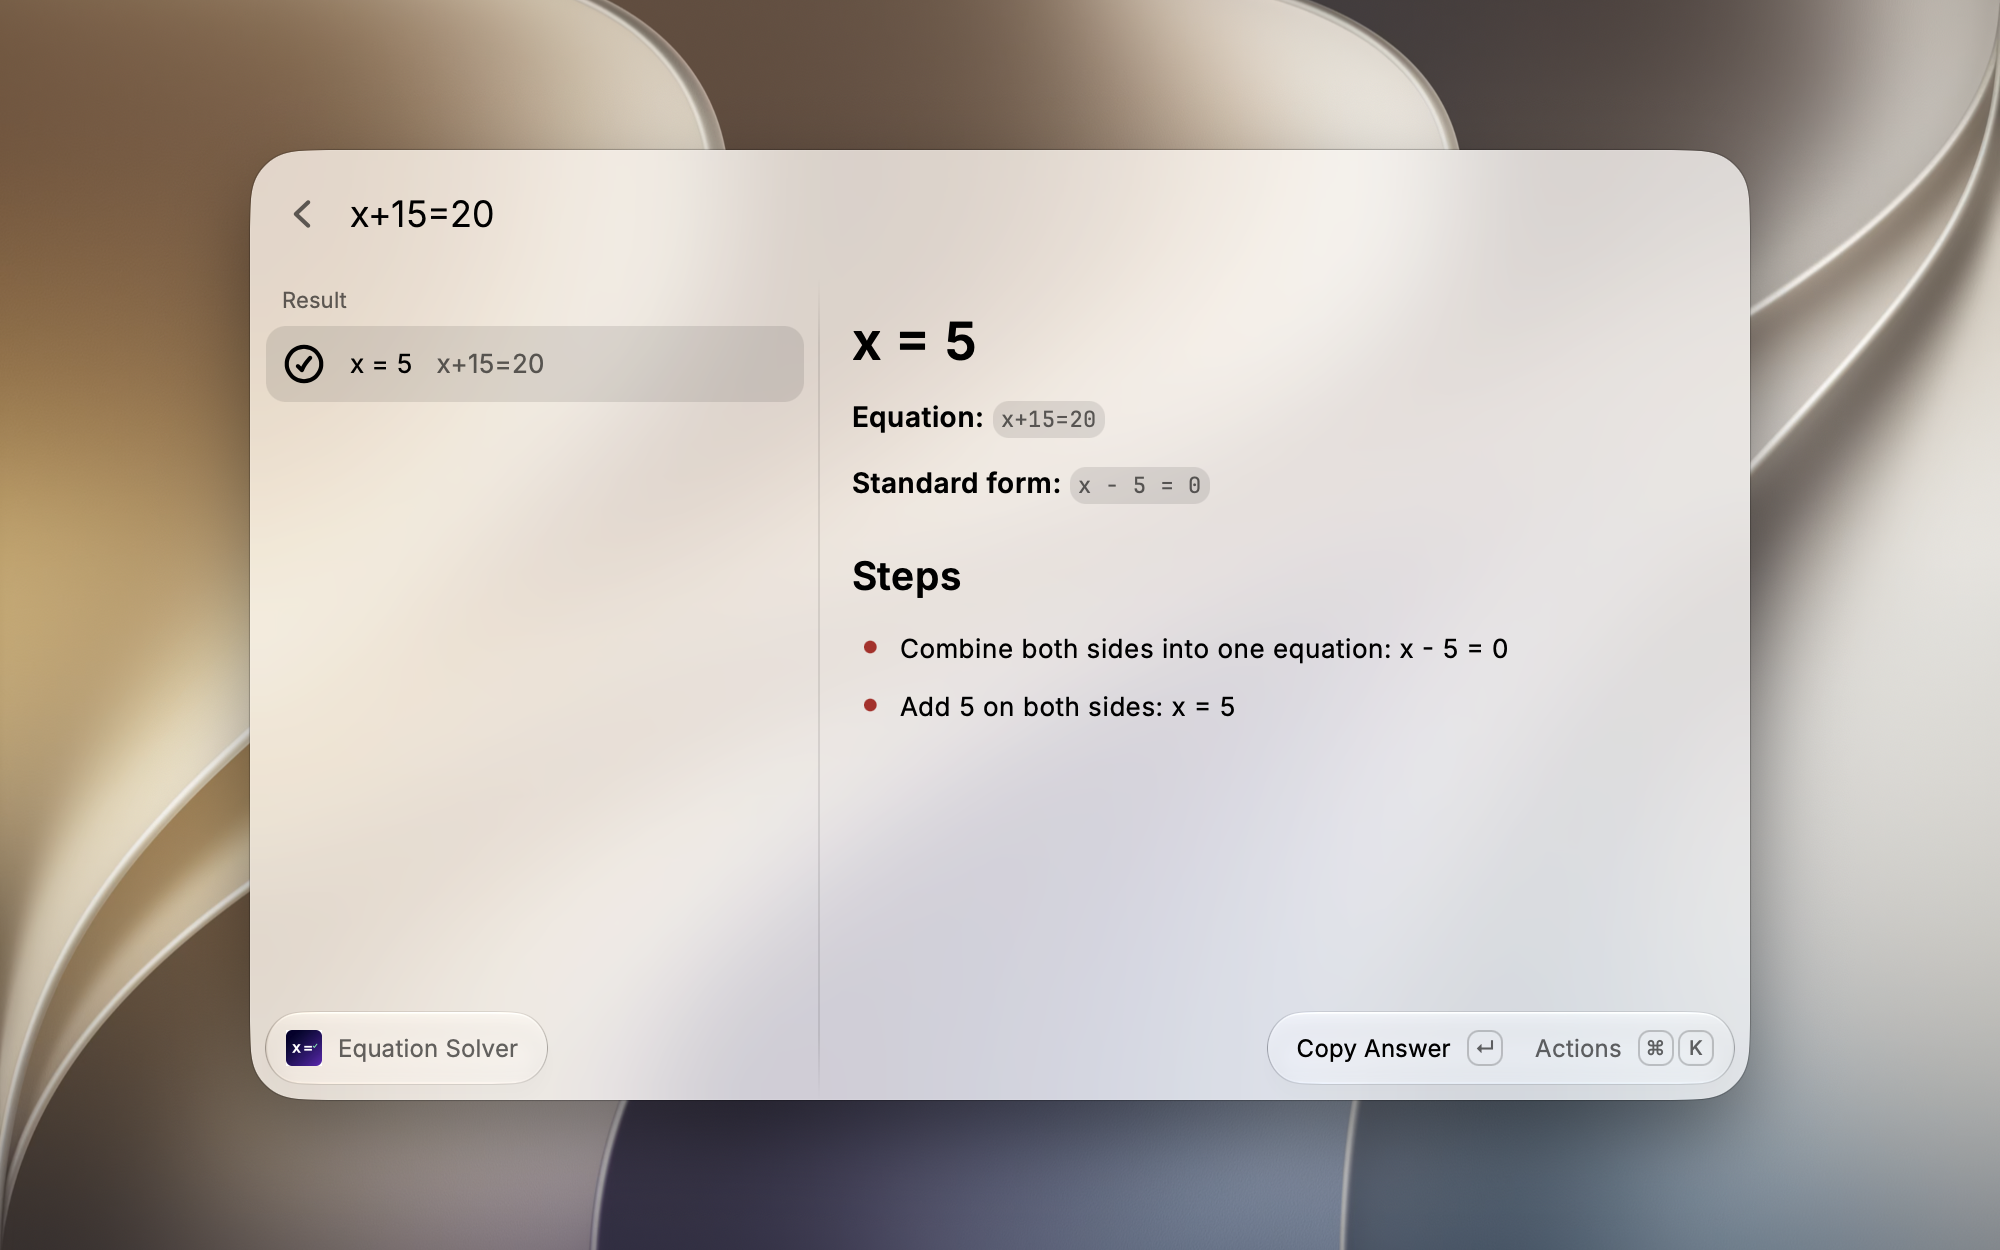 x+15=20
Result
x = 5 x+15=20
x = 5
Equation: x+15=20
Standard form: x - 5 = 0
Steps
Combine both sides into one equation: x - 5 = 0
Add 5 on both sides: x = 5
x=✓ Equation Solver
Copy Answer ↵ Actions ⌘ K